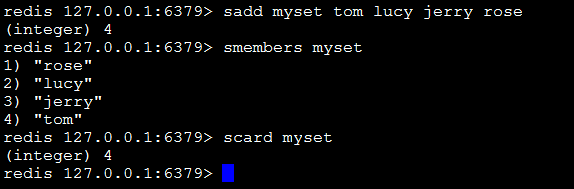 redis 127.0.0.1:6379> sadd myset tom lucy jerry rose
(integer) 4
redis 127.0.0.1:6379> smembers myset
1) "rose"
2) "lucy"
3) "jerry"
4) "tom"
redis 127.0.0.1:6379> scard myset
(integer) 4
redis 127.0.0.1:6379>